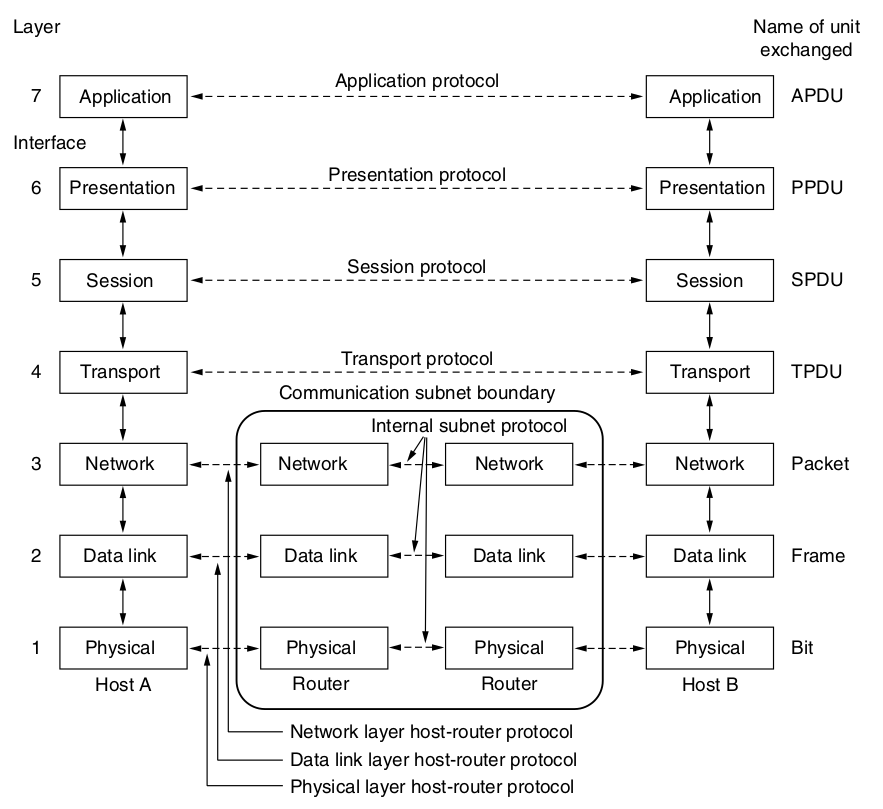 Layer
Name of unit
exchanged
Application protocol
7 Application Application APDU
Interface
Presentation protocol
6 Presentation Presentation PPDU
Session protocol
5 Session Session SPDU
Transport protocol
4 Transport Transport TPDU
Communication subnet boundary
Internal subnet protocol
3 Network Network Network Network Packet
2 Data link Data link Data link Data link Frame
1 Physical Physical Physical Physical Bit
Host A Router Router Host B
Network layer host-router protocol
Data link layer host-router protocol
Physical layer host-router protocol